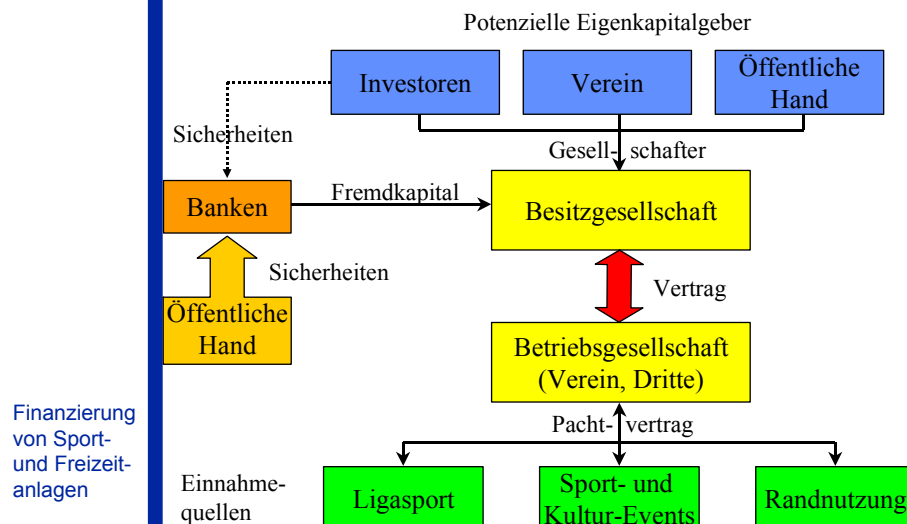 Potenzielle Eigenkapitalgeber
Investoren
Verein
Öffentliche
Hand
Sicherheiten
Gesell- schafter
Banken
Fremdkapital
Besitzgesellschaft
Sicherheiten
Öffentliche
Hand
Vertrag
Betriebsgesellschaft
(Verein, Dritte)
Finanzierung
von Sport-
und Freizeit-
anlagen
Pacht- vertrag
Einnahme-
quellen
Ligasport
Sport- und
Kultur-Events
Randnutzung